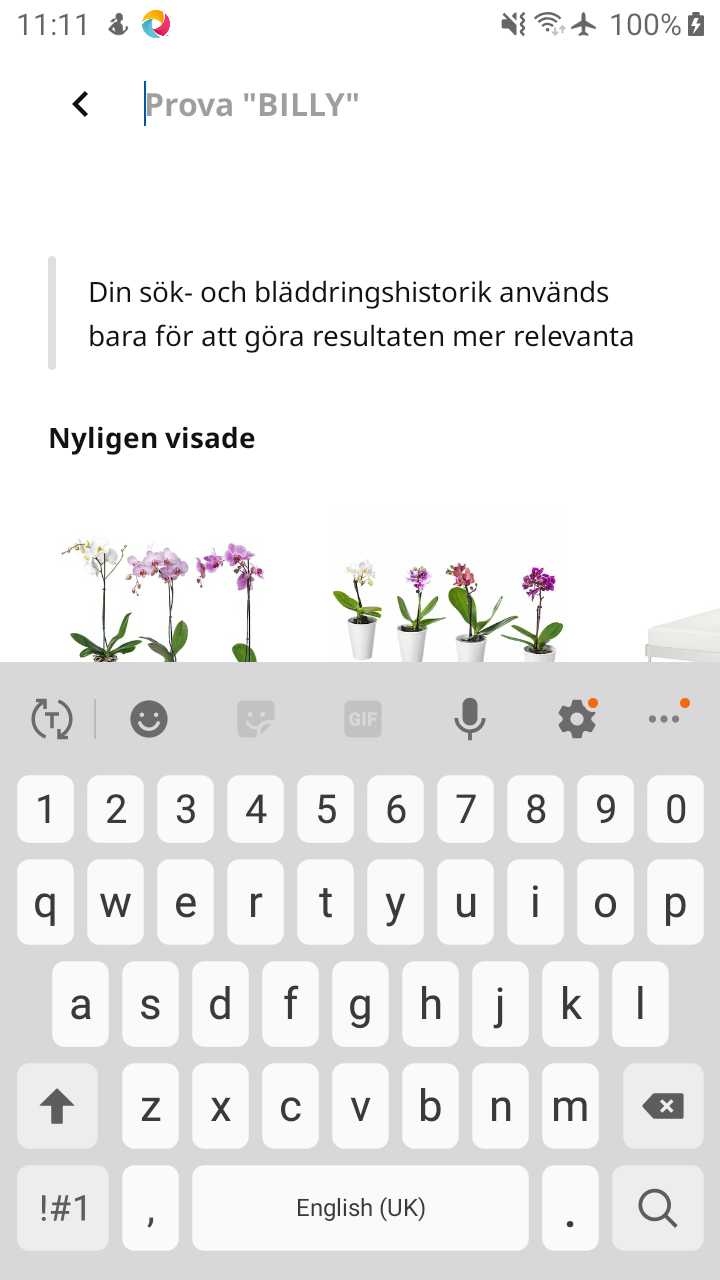 11:11 100%
Prova "BILLY"
Din sök- och bläddringshistorik används
bara för att göra resultaten mer relevanta
Nyligen visade
T GIF
1 2 3 4 5 6 7 8 9 0
q w e r t y u i o p
a s d f g h j k l
z x c v b n m
!#1 , English (UK) .